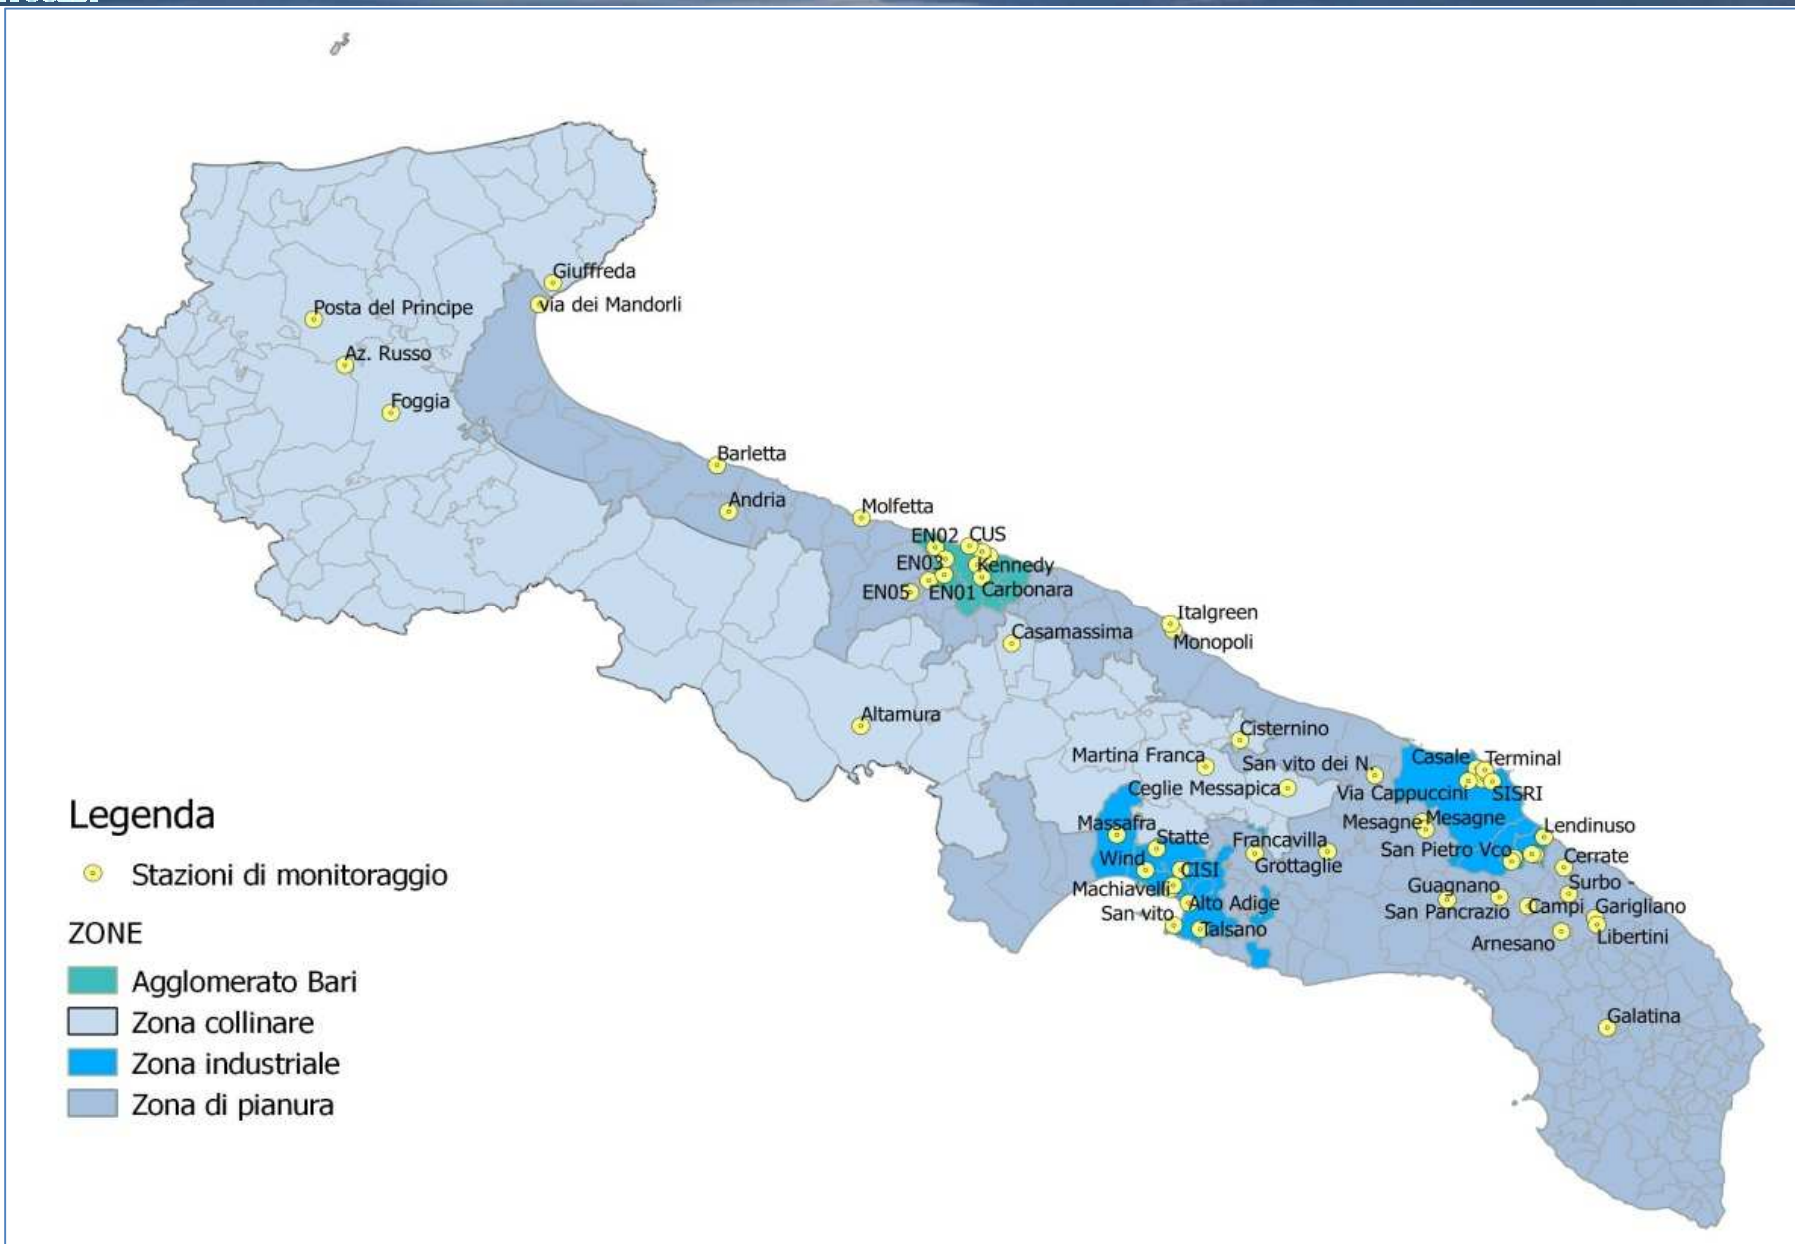 Giuffreda
via dei Mandorli
Posta del Principe
Az. Russo
Foggia
Barletta
Andria
Molfetta
EN02 CUS
EN03 Kennedy
EN05 EN01 Carbonara
Italgreen
Casamassima
Monopoli
Altamura
Cisternino
Martina Franca
San vito dei N.
Casale Terminal
Ceglie Messapica
Via Cappuccini SISRI
Massafra
Mesagne Mesagne
Lendinuso
Statte
Francavilla
San Pietro Vco
Wind
Grottaglie
Cerrate
CISI
Machiavelli
Guagnano
Surbo -
Alto Adige
San vito
San Pancrazio
Campi
Garigliano
Talsano
Arnesano
Libertini
Galatina
Legenda
Stazioni di monitoraggio
ZONE
Agglomerato Bari
Zona collinare
Zona industriale
Zona di pianura